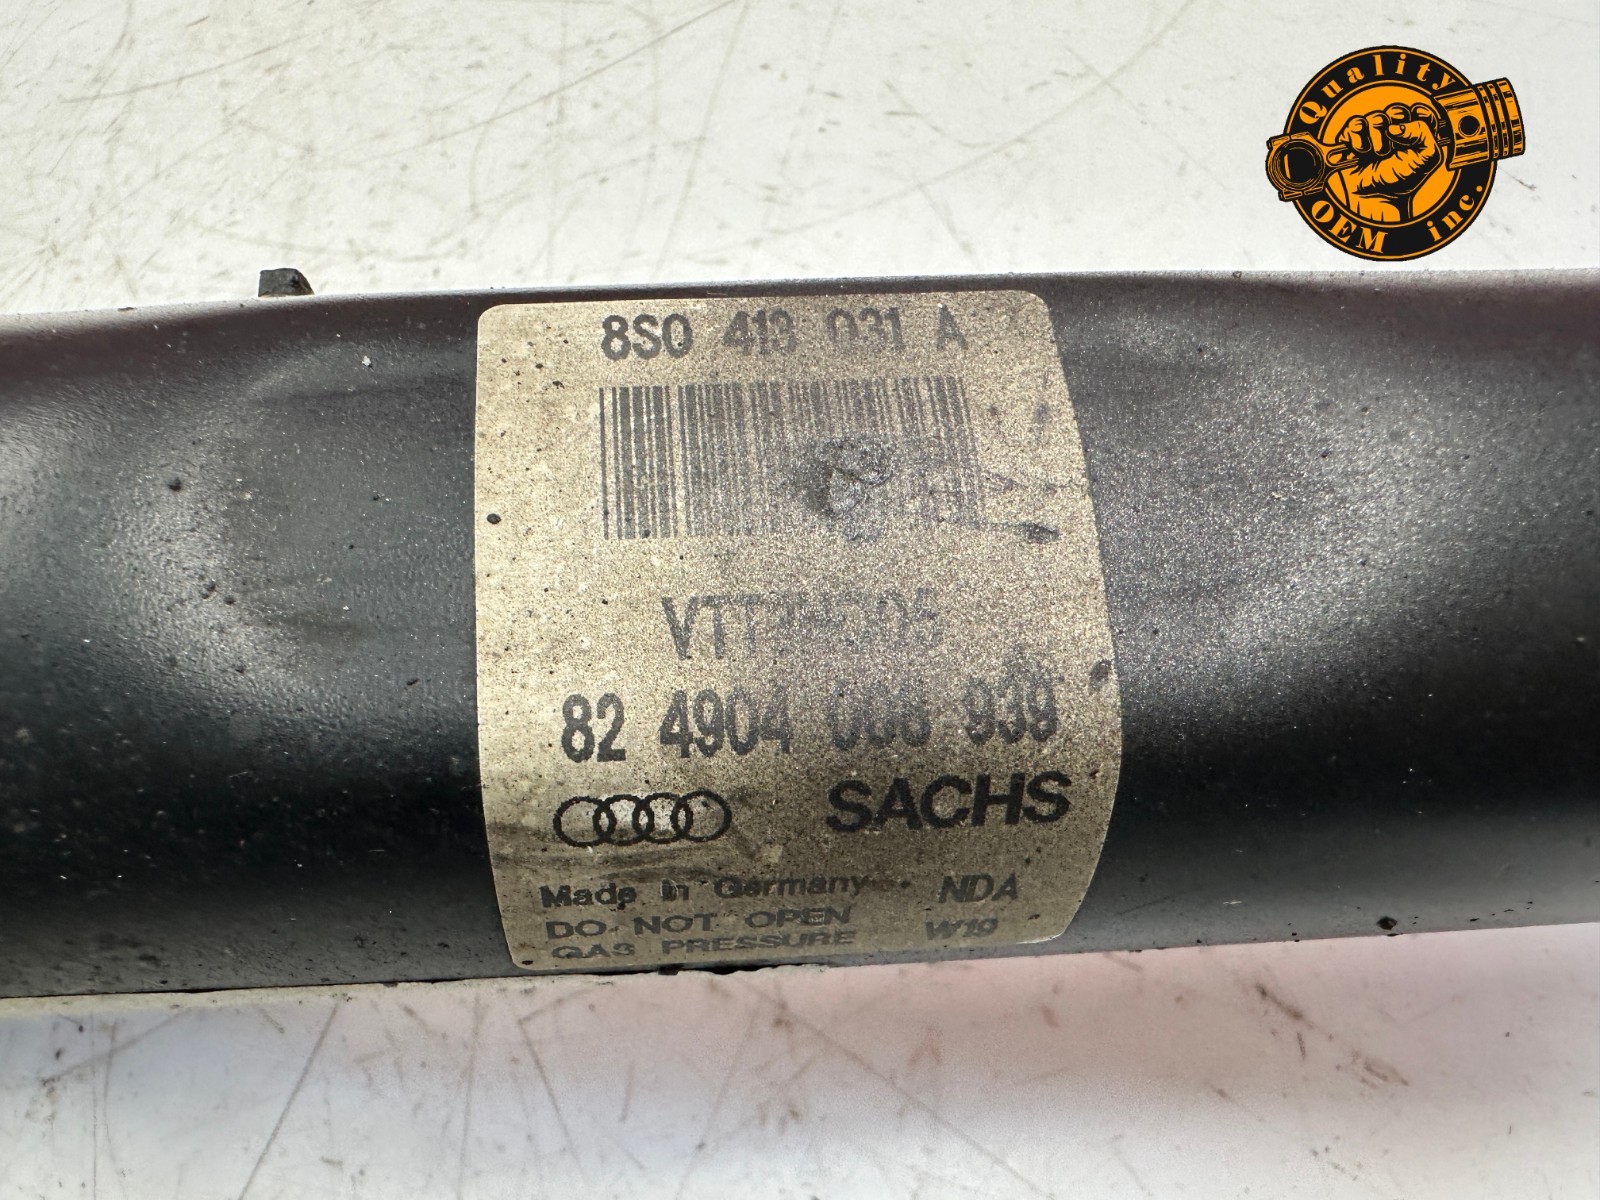 Quality
OEM inc.
8S0 413 031 A
82 4904 008 939
SACHS
Made in Germany NDA
DO NOT OPEN
GAS PRESSURE W19